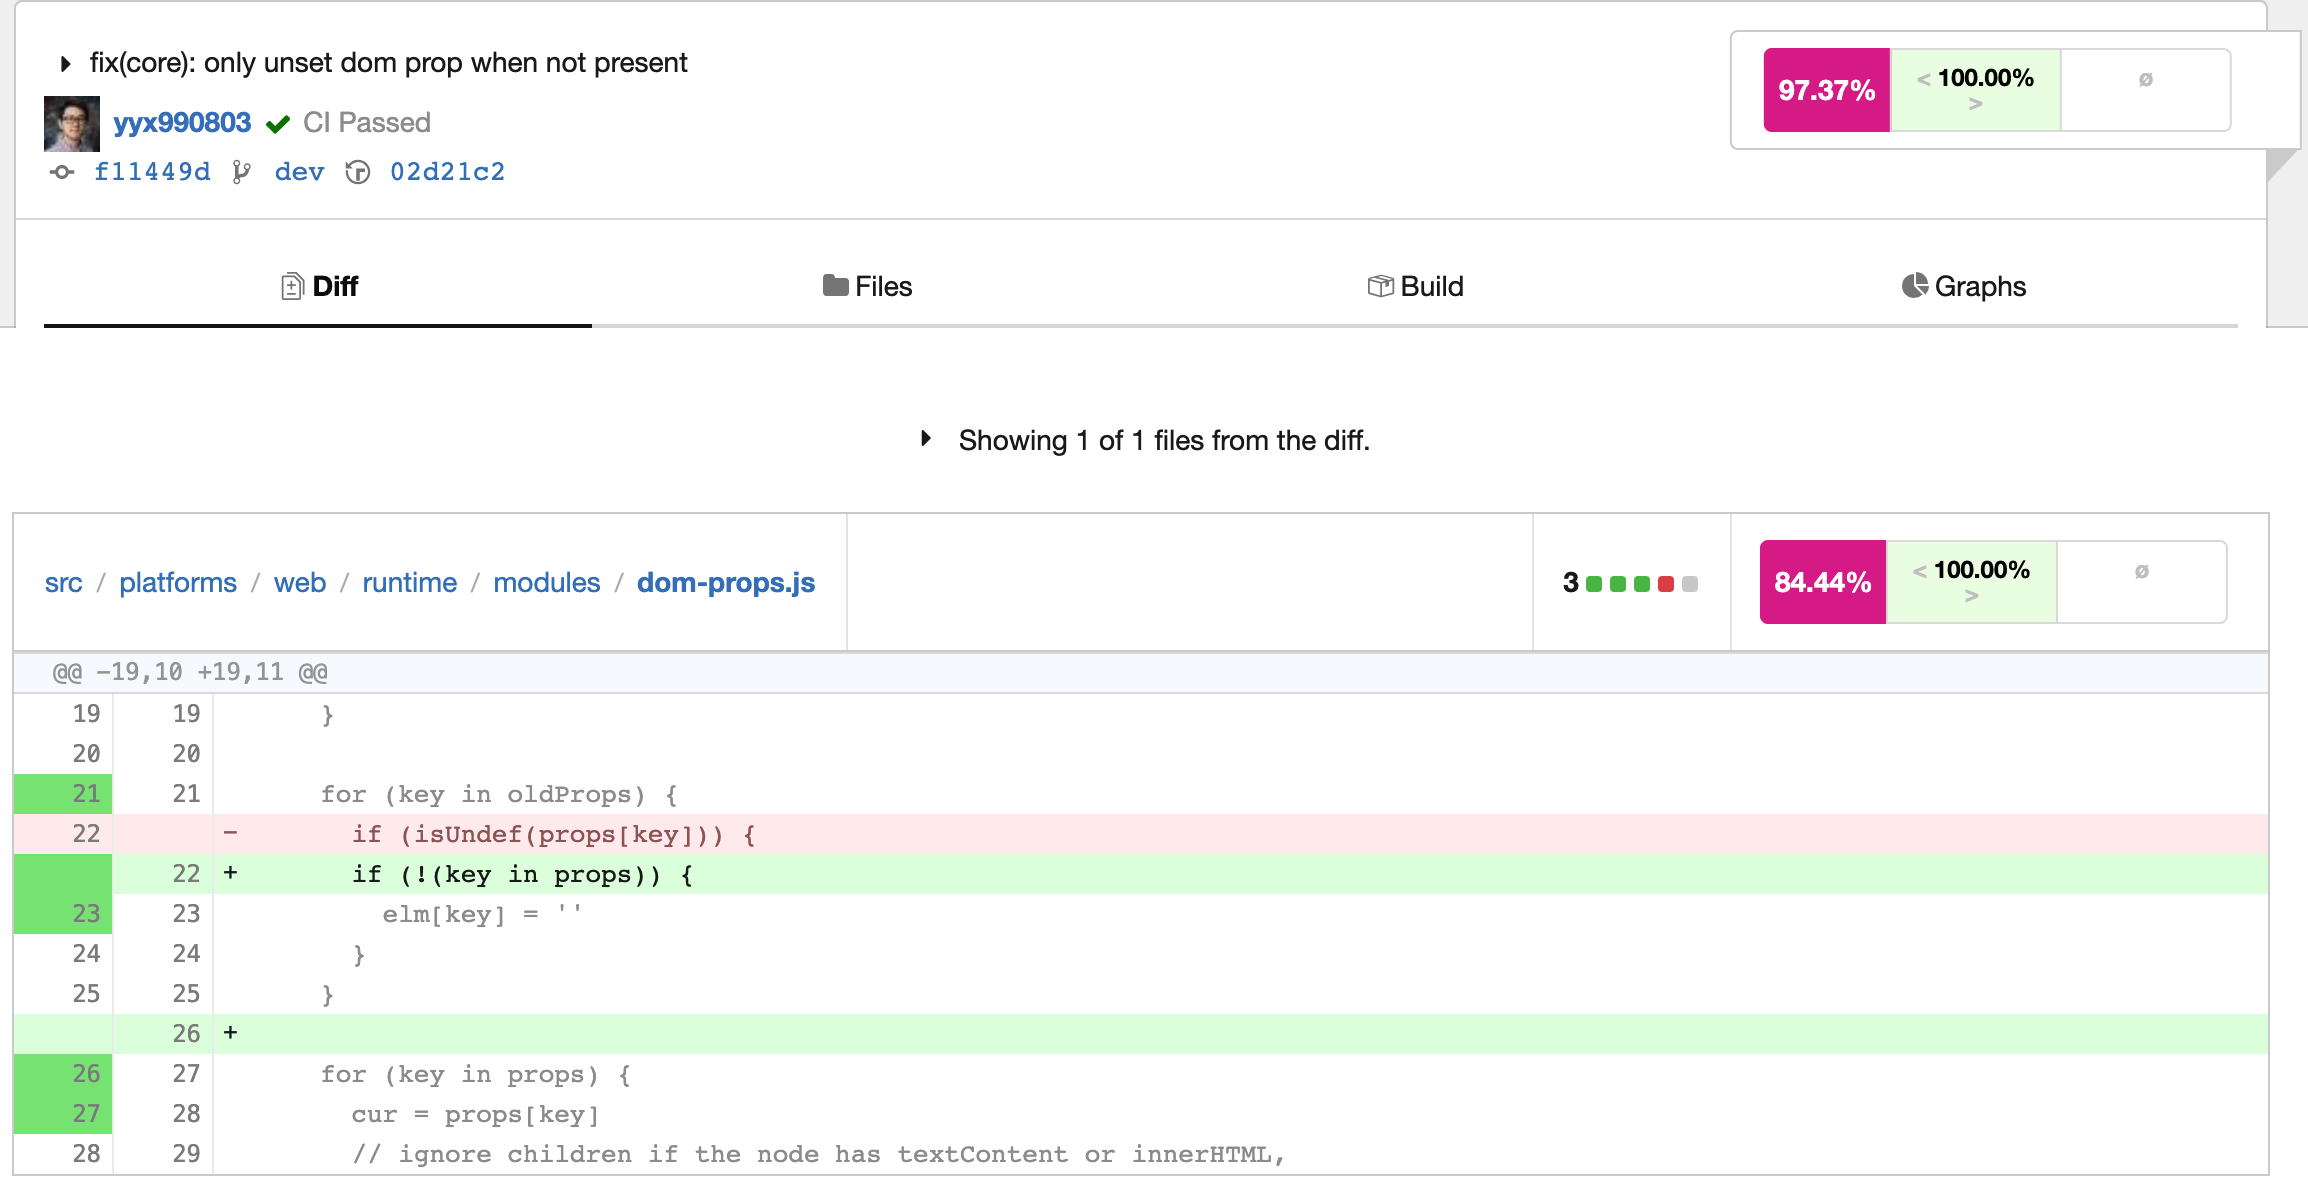 fix(core): only unset dom prop when not present
yyx990803 CI Passed
f11449d dev 02d21c2
97.37% < 100.00% > ø
Diff Files Build Graphs
Showing 1 of 1 files from the diff.
src / platforms / web / runtime / modules / dom-props.js 3 84.44% < 100.00% > ø
@@ -19,10 +19,11 @@
19 19 }
20 20
21 21 for (key in oldProps) {
22 - if (isUndef(props[key])) {
22 + if (!(key in props)) {
23 23 elm[key] = ''
24 24 }
25 25 }
26 +
26 27 for (key in props) {
27 28 cur = props[key]
28 29 // ignore children if the node has textContent or innerHTML,